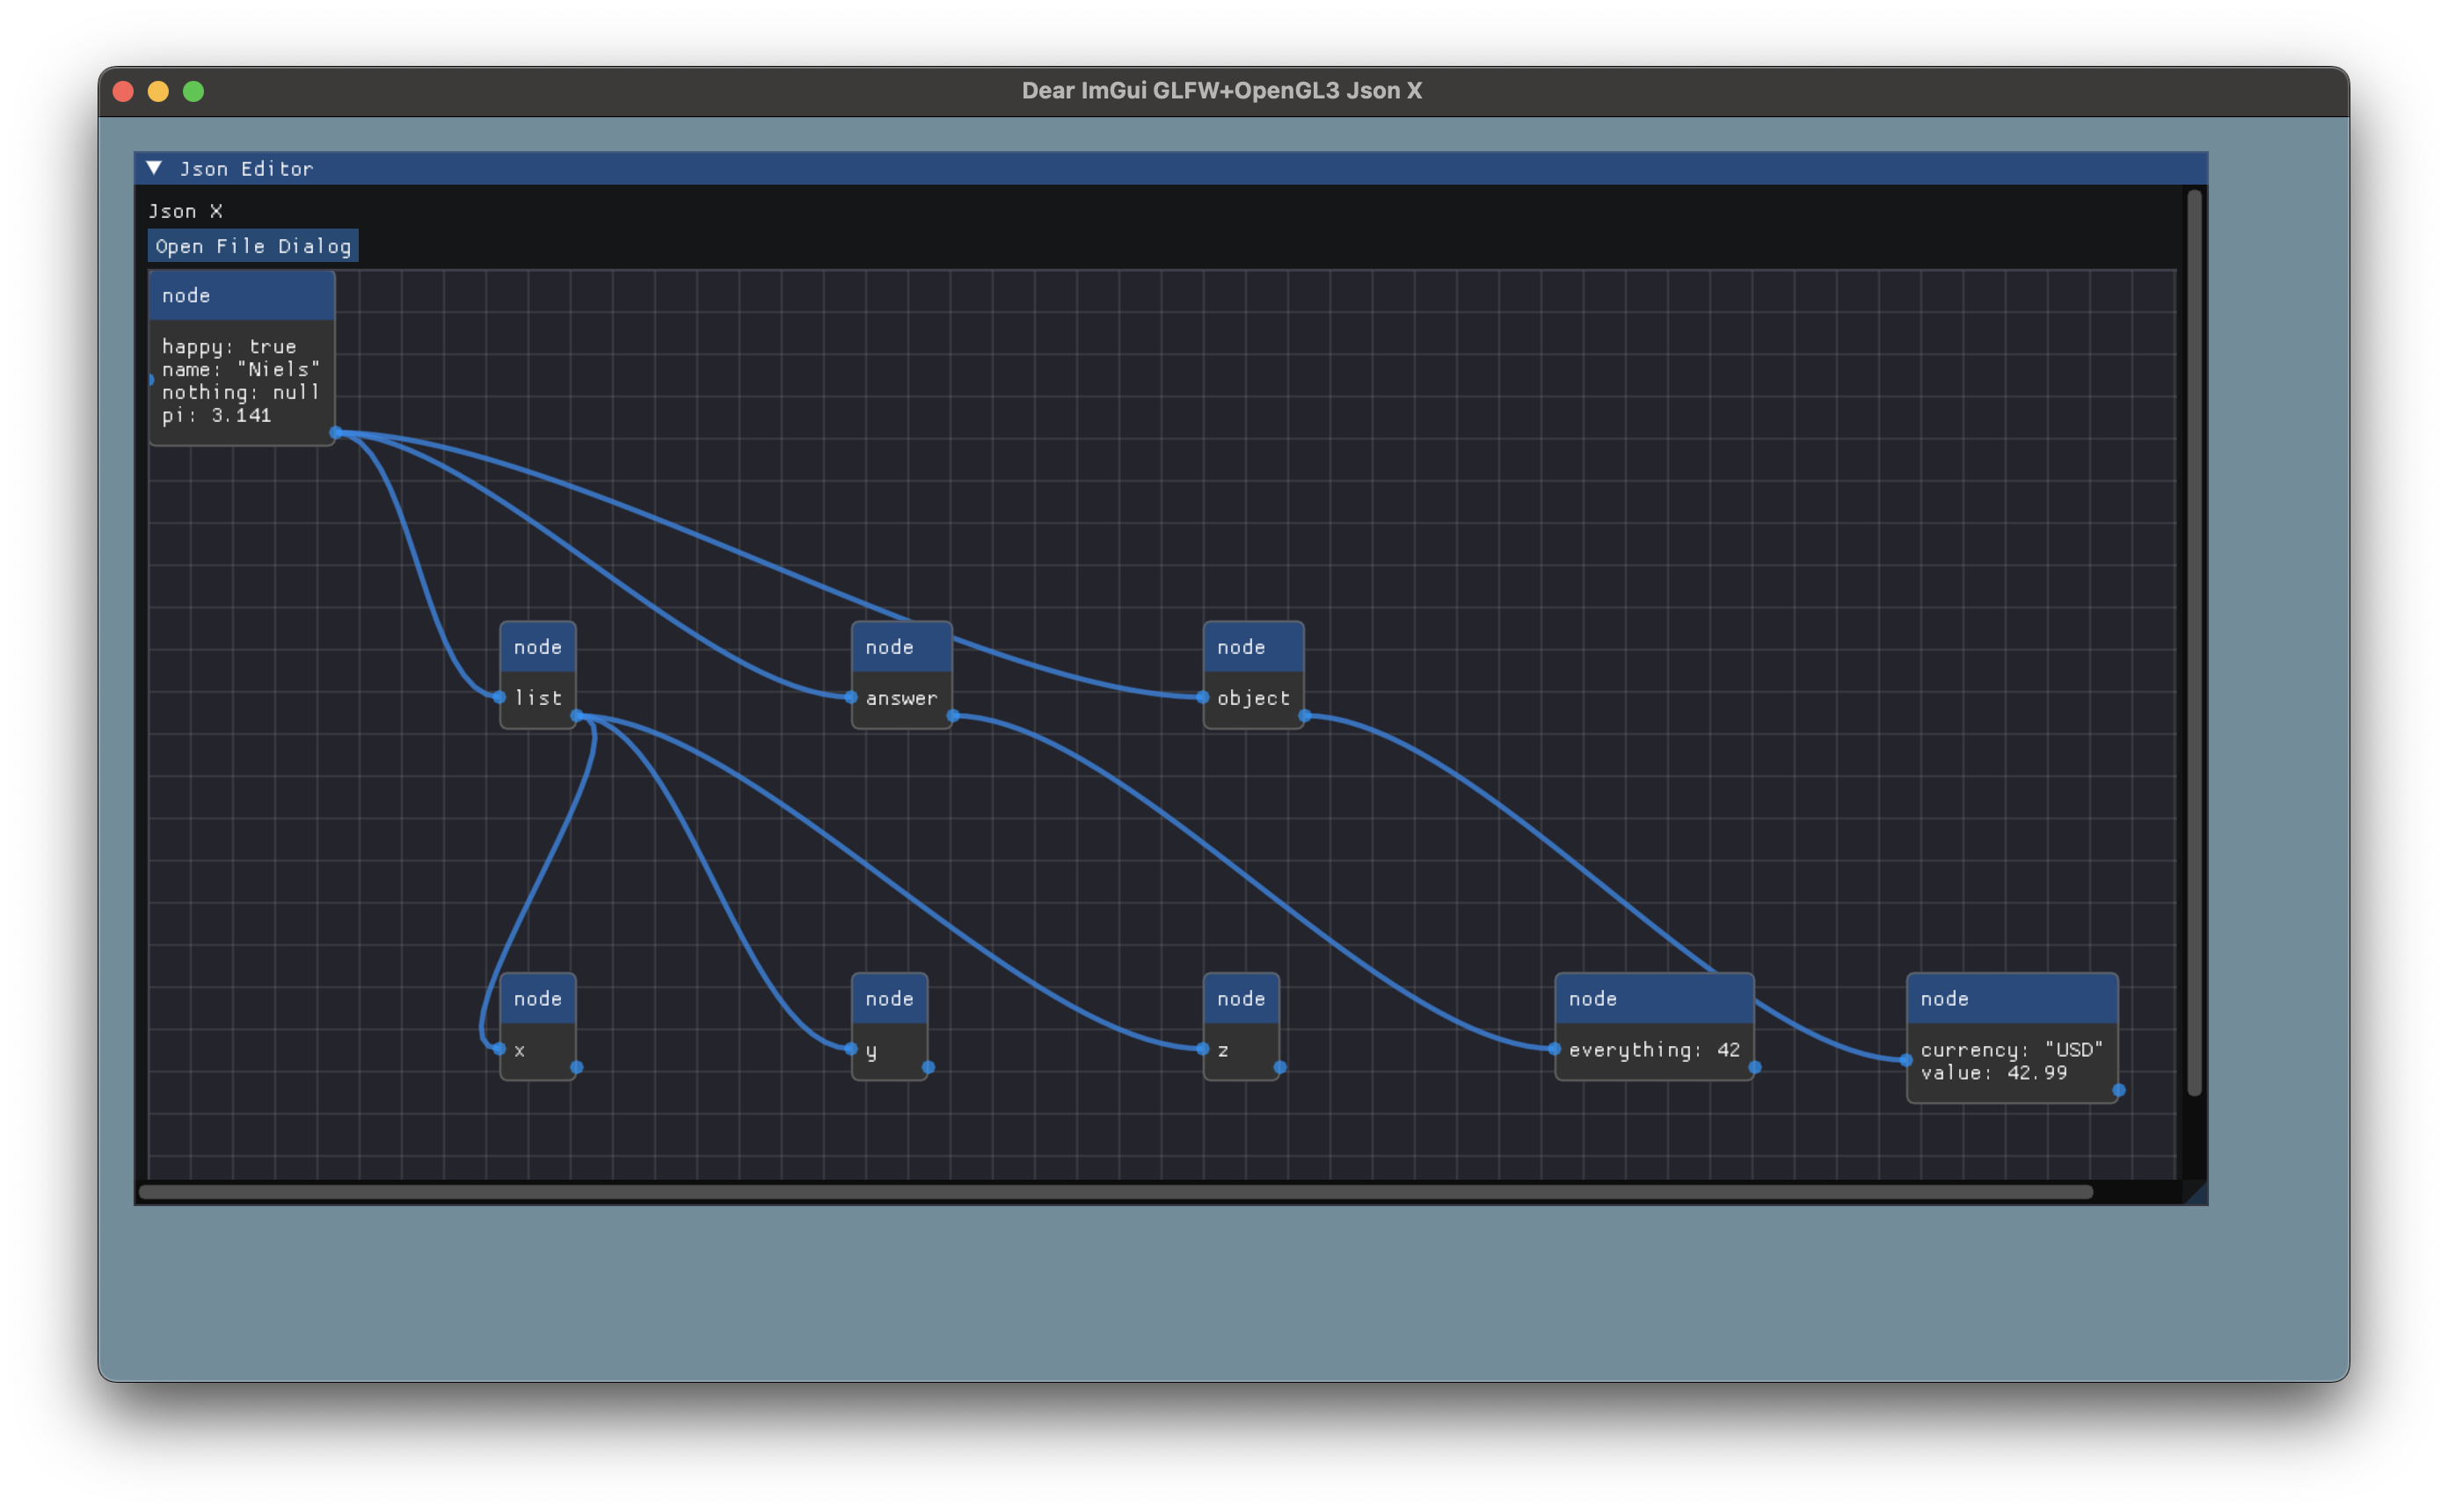 Dear ImGui GLFW+OpenGL3 Json X
Json Editor
Json X
Open File Dialog
node
happy: true
name: "Niels"
nothing: null
pi: 3.141
node
list
node
answer
node
object
node
x
node
y
node
z
node
everything: 42
node
currency: "USD"
value: 42.99